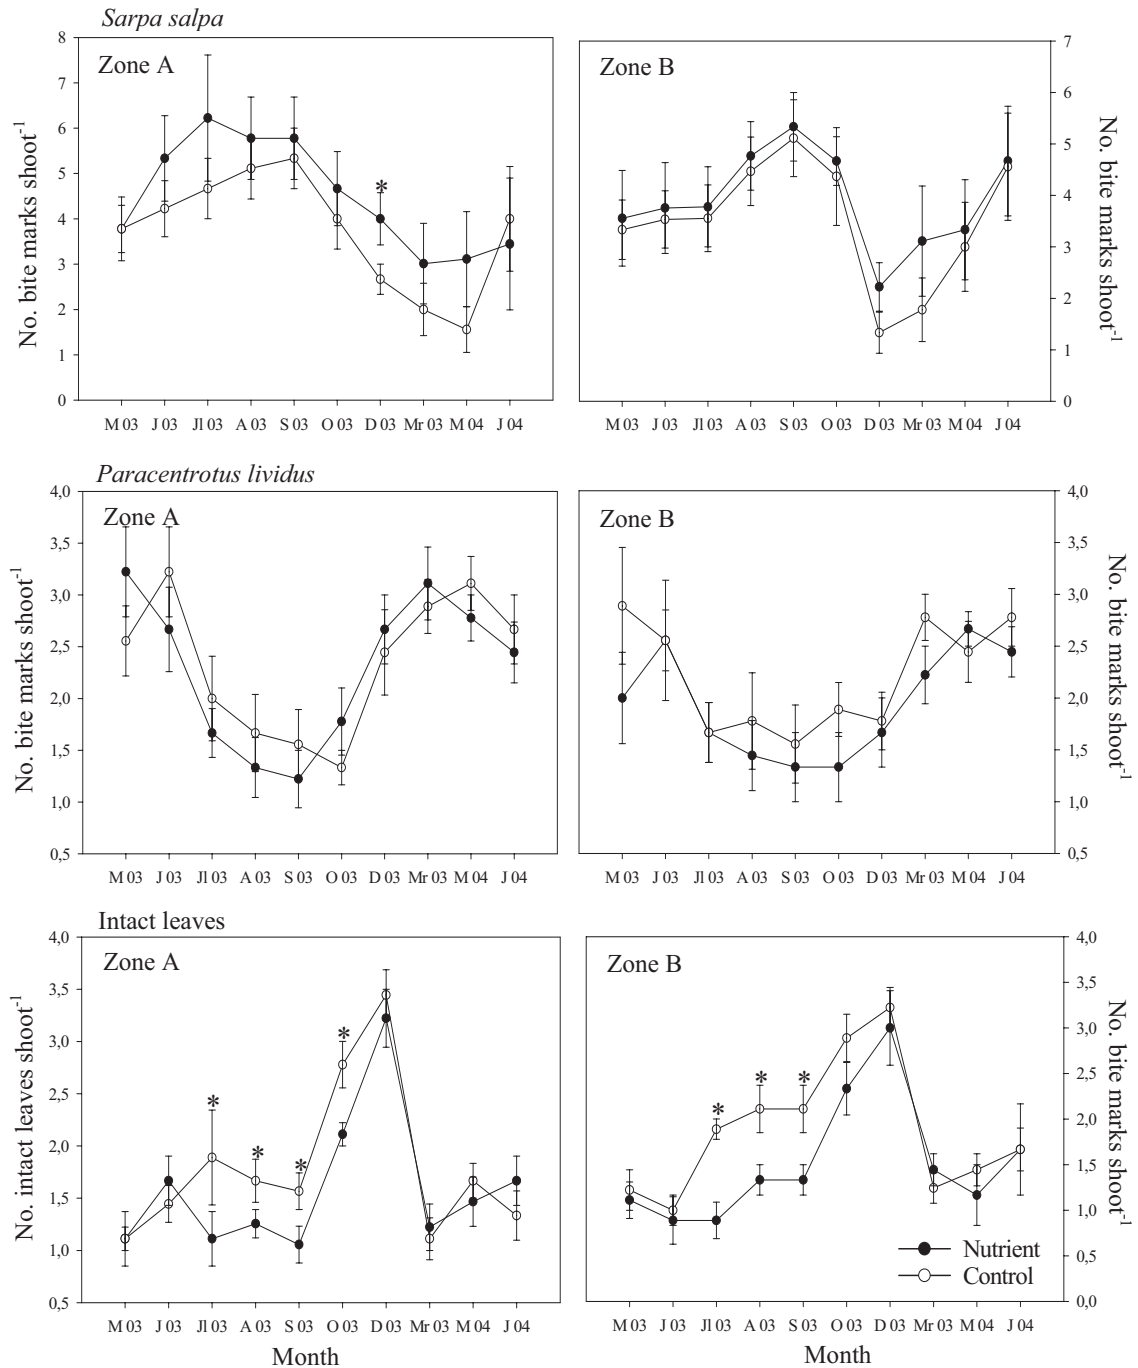 Sarpa salpa
Zone A
8
7
6
5
4
3
2
1
0
No. bite marks shoot-1
*
M 03 J 03 Jl 03 A 03 S 03 O 03 D 03 Mr 03 M 04 J 04
Zone B
7
6
5
4
3
2
1
0
No. bite marks shoot-1
M 03 J 03 Jl 03 A 03 S 03 O 03 D 03 Mr 03 M 04 J 04
Paracentrotus lividus
Zone A
4,0
3,5
3,0
2,5
2,0
1,5
1,0
0,5
No. bite marks shoot-1
M 03 J 03 Jl 03 A 03 S 03 O 03 D 03 Mr 03 M 04 J 04
Zone B
4,0
3,5
3,0
2,5
2,0
1,5
1,0
0,5
No. bite marks shoot-1
M 03 J 03 Jl 03 A 03 S 03 O 03 D 03 Mr 03 M 04 J 04
Intact leaves
Zone A
4,0
3,5
3,0
2,5
2,0
1,5
1,0
0,5
No. intact leaves shoot-1
* * * *
M 03 J 03 Jl 03 A 03 S 03 O 03 D 03 Mr 03 M 04 J 04
Month
Zone B
4,0
3,5
3,0
2,5
2,0
1,5
1,0
0,5
0,0
No. bite marks shoot-1
* * *
Nutrient
Control
M 03 J 03 Jl 03 A 03 S 03 O 03 D 03 Mr 03 M 04 J 04
Month